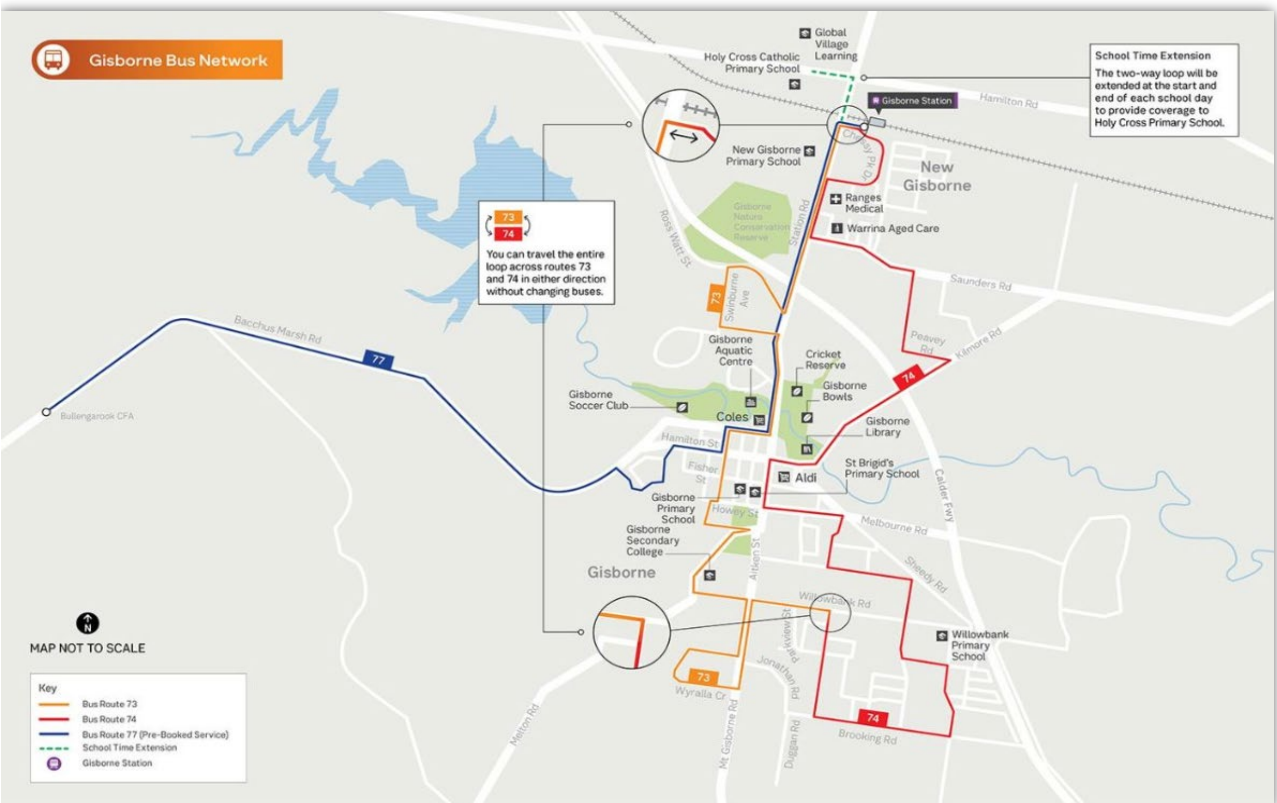 Gisborne Bus Network
Global
Village
Learning
Holy Cross Catholic
Primary School
School Time Extension
The two-way loop will be
extended at the start and
end of each school day
to provide coverage to
Holy Cross Primary School.
Hamilton Rd
Gisborne Station
Cherry Pk Dr
New Gisborne
Primary School
New
Gisborne
Ranges
Medical
Warrina Aged Care
Gisborne
Nature
Conservation
Reserve
Station Rd
Ross Watt St
73
74
You can travel the entire
loop across routes 73
and 74 in either direction
without changing buses.
Saunders Rd
73
Swinburne
Ave
Bacchus Marsh Rd
77
Peavey
Rd
Kilmore Rd
Gisborne
Aquatic
Centre
Cricket
Reserve
74
Gisborne
Bowls
Gisborne
Soccer Club
Coles
Gisborne
Library
Bullengarook CFA
Hamilton St
Fisher
St
St Brigid's
Primary School
Aldi
Calder Fwy
Gisborne
Primary
School
Howey St
Melbourne Rd
Gisborne
Secondary
College
Aitken St
Sheedy Rd
Gisborne
Willowbank Rd
Parkview St
Willowbank
Primary
School
N
MAP NOT TO SCALE
Jonathan Rd
73
Wyralla Cr
Melton Rd
Mt Gisborne Rd
Duggan Rd
74
Brooking Rd
Key
Bus Route 73
Bus Route 74
Bus Route 77 (Pre-Booked Service)
School Time Extension
Gisborne Station